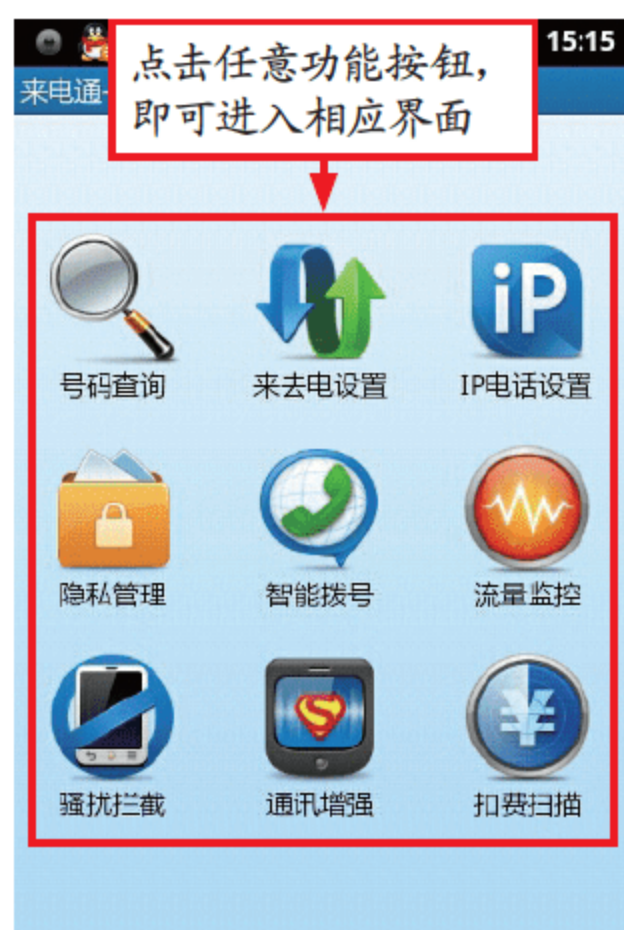 点击任意功能按钮，
即可进入相应界面
15:15
来电通-
iP
号码查询 来去电设置 IP电话设置
隐私管理 智能拨号 流量监控
S
¥
骚扰拦截 通讯增强 扣费扫描